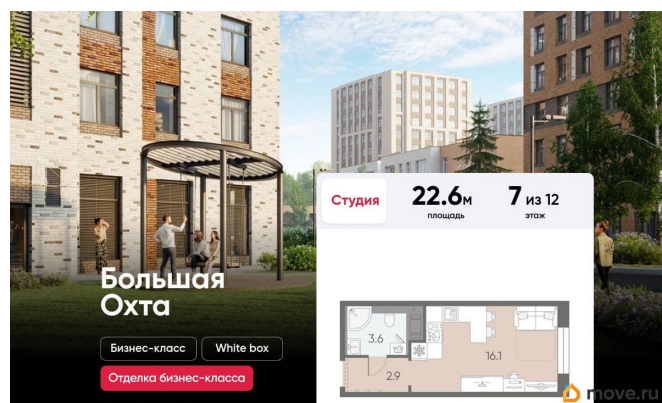 Большая
Охта
Бизнес-класс
White box
Отделка бизнес-класса
Студия
22.6м
площадь
7 из 12
этаж
3.6
2.9
16.1
move.ru